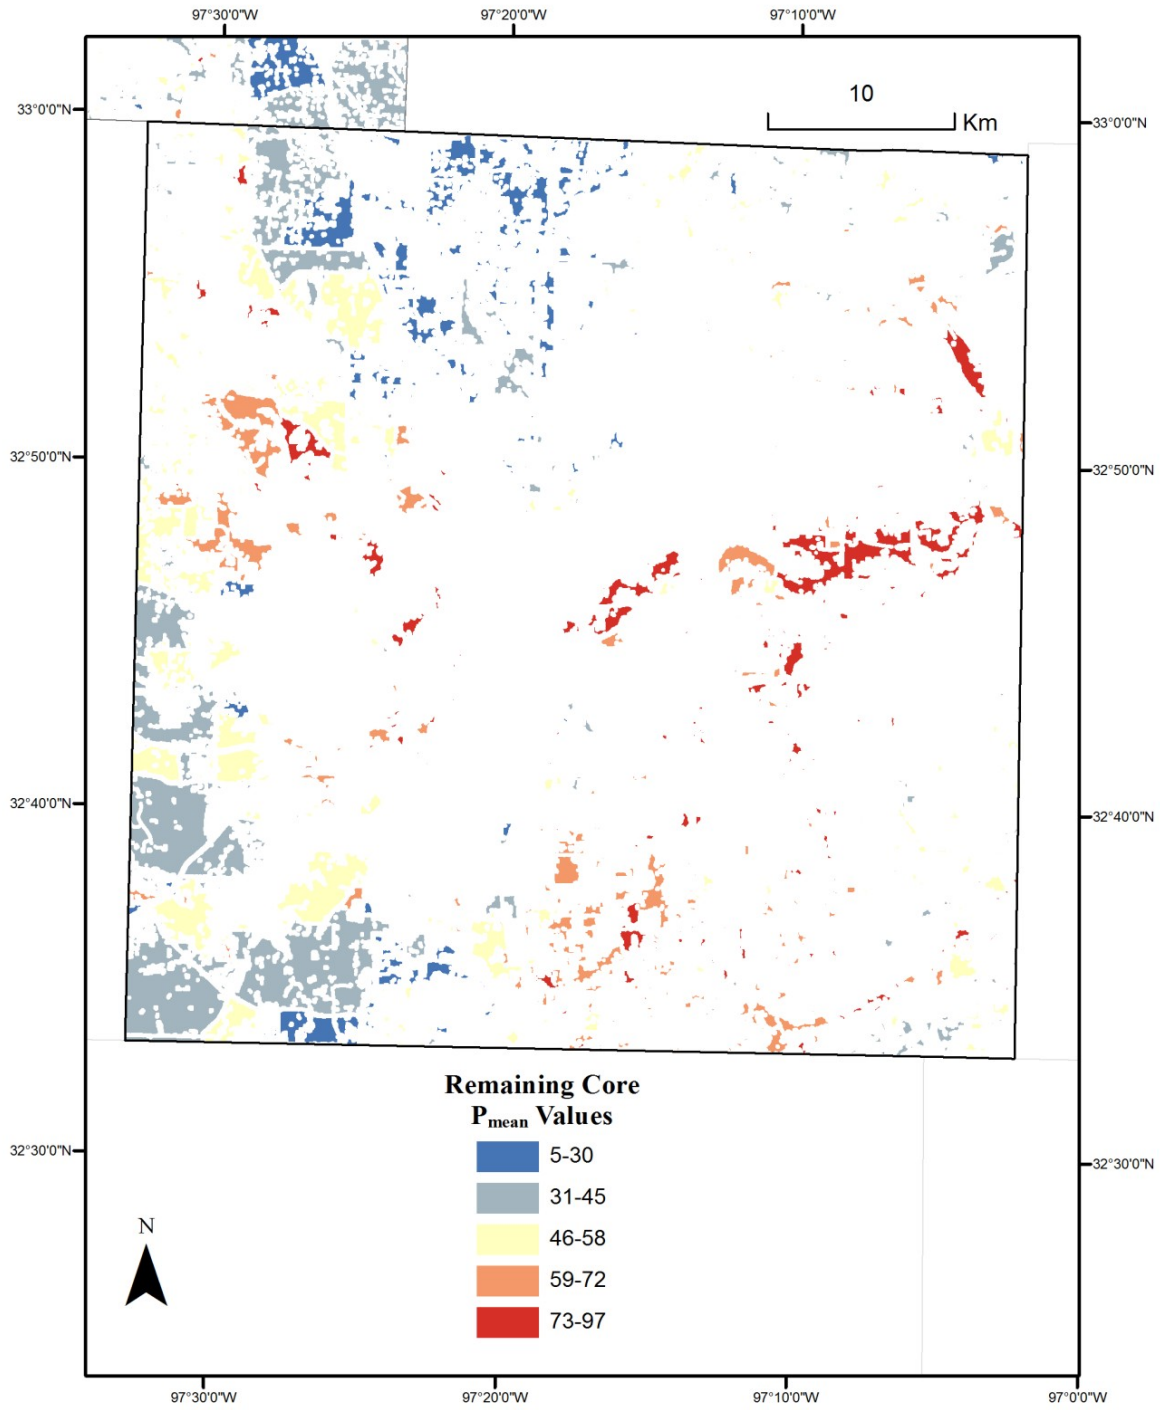 97°30'0"W 97°20'0"W 97°10'0"W
10
Km
33°0'0"N 33°0'0"N
32°50'0"N 32°50'0"N
32°40'0"N 32°40'0"N
32°30'0"N 32°30'0"N
Remaining Core
Pmean Values
5-30
31-45
46-58
59-72
73-97
N
97°30'0"W 97°20'0"W 97°10'0"W 97°0'0"W